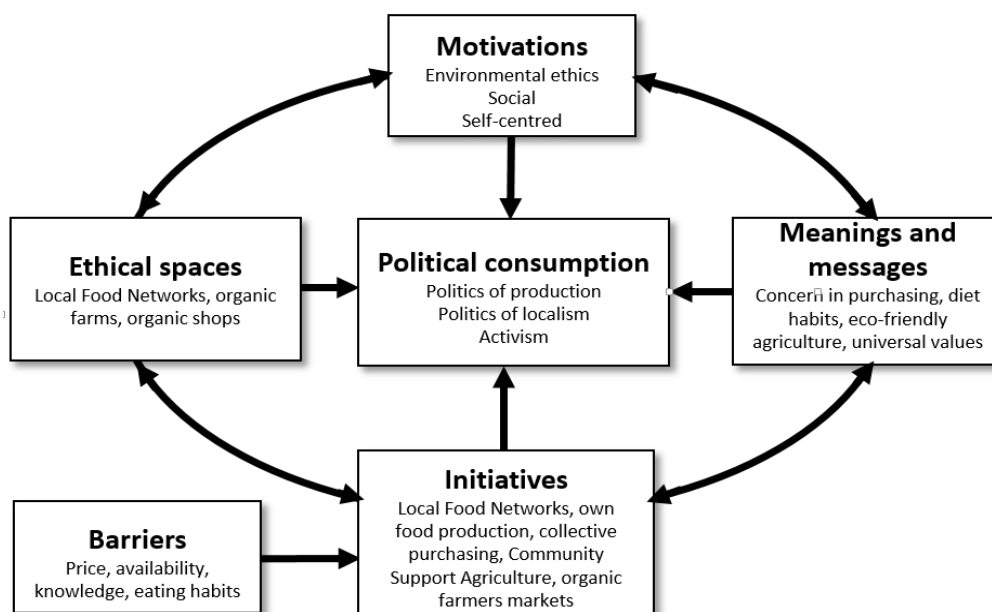 Motivations
Environmental ethics
Social
Self-centred
Ethical spaces
Local Food Networks, organic
farms, organic shops
Political consumption
Politics of production
Politics of localism
Activism
Meanings and
messages
Concern in purchasing, diet
habits, eco-friendly
agriculture, universal values
Initiatives
Local Food Networks, own
food production, collective
purchasing, Community
Support Agriculture, organic
farmers markets
Barriers
Price, availability,
knowledge, eating habits